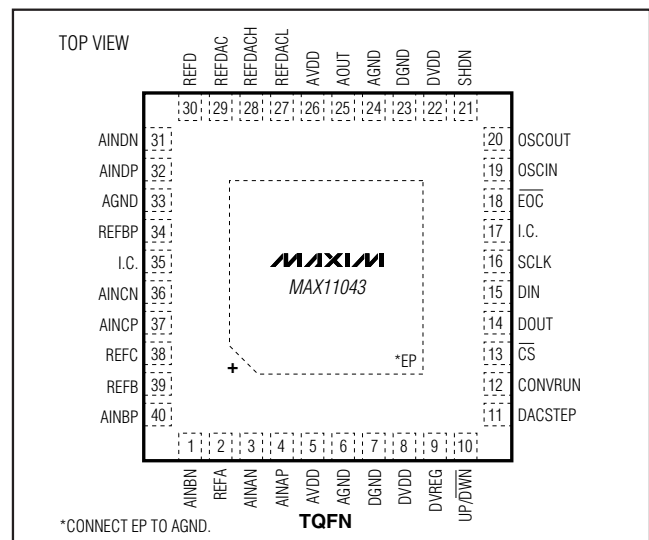 TOP VIEW
REFD
REFDAC
REFDACH
REFDACL
AVDD
AOUT
AGND
DGND
DVDD
SHDN
30 29 28 27 26 25 24 23 22 21
AINDN 31
AINDP 32
AGND 33
REFBP 34
I.C. 35
AINCN 36
AINCP 37
REFC 38
REFB 39
AINBP 40
20 OSCOUT
19 OSCIN
18 EOC
17 I.C.
16 SCLK
15 DIN
14 DOUT
13 CS
12 CONVRUN
11 DACSTEP
MAXIM
MAX11043
*EP
+
1 2 3 4 5 6 7 8 9 10
AINBN
REFA
AINAN
AINAP
AVDD
AGND
DGND
DVDD
DVREG
UP/DWN
*CONNECT EP TO AGND.
TQFN